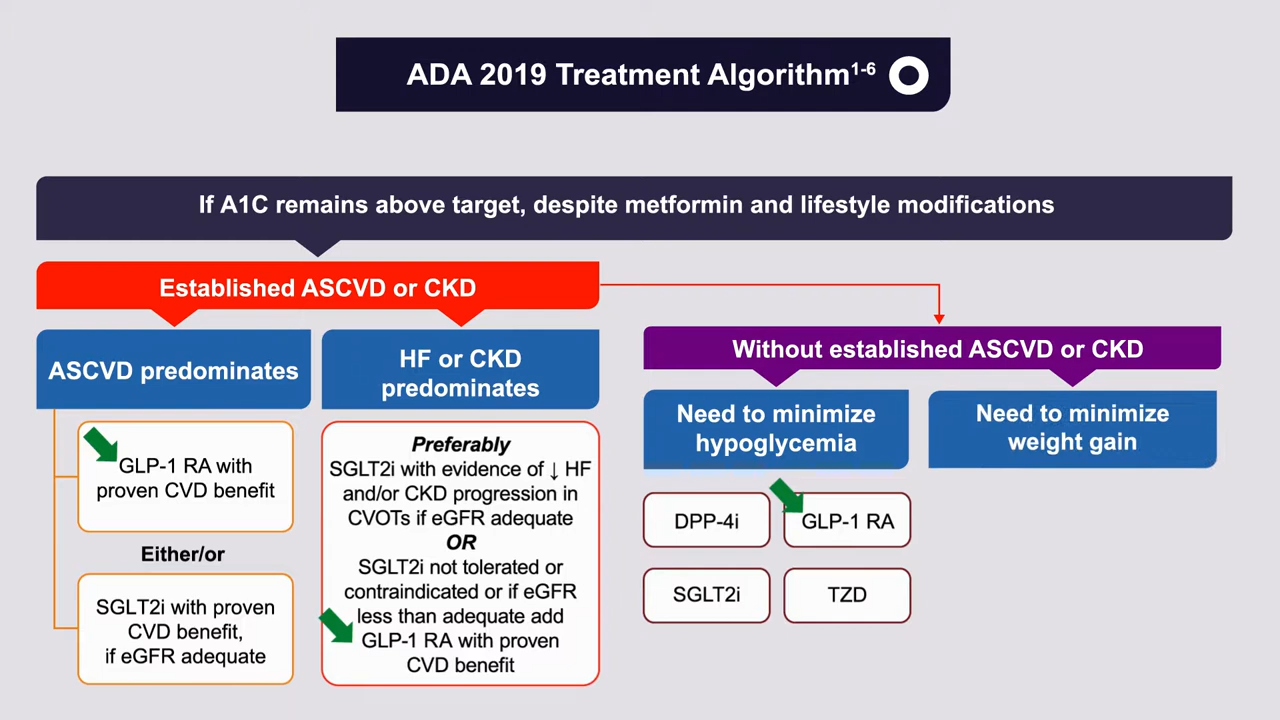 ADA 2019 Treatment Algorithm1-6
If A1C remains above target, despite metformin and lifestyle modifications
Established ASCVD or CKD
ASCVD predominates
GLP-1 RA with
proven CVD benefit
Either/or
SGLT2i with proven
CVD benefit,
if eGFR adequate
HF or CKD
predominates
Preferably
SGLT2i with evidence of ↓ HF
and/or CKD progression in
CVOTs if eGFR adequate
OR
SGLT2i not tolerated or
contraindicated or if eGFR
less than adequate add
GLP-1 RA with proven
CVD benefit
Without established ASCVD or CKD
Need to minimize
hypoglycemia
DPP-4i
GLP-1 RA
SGLT2i
TZD
Need to minimize
weight gain